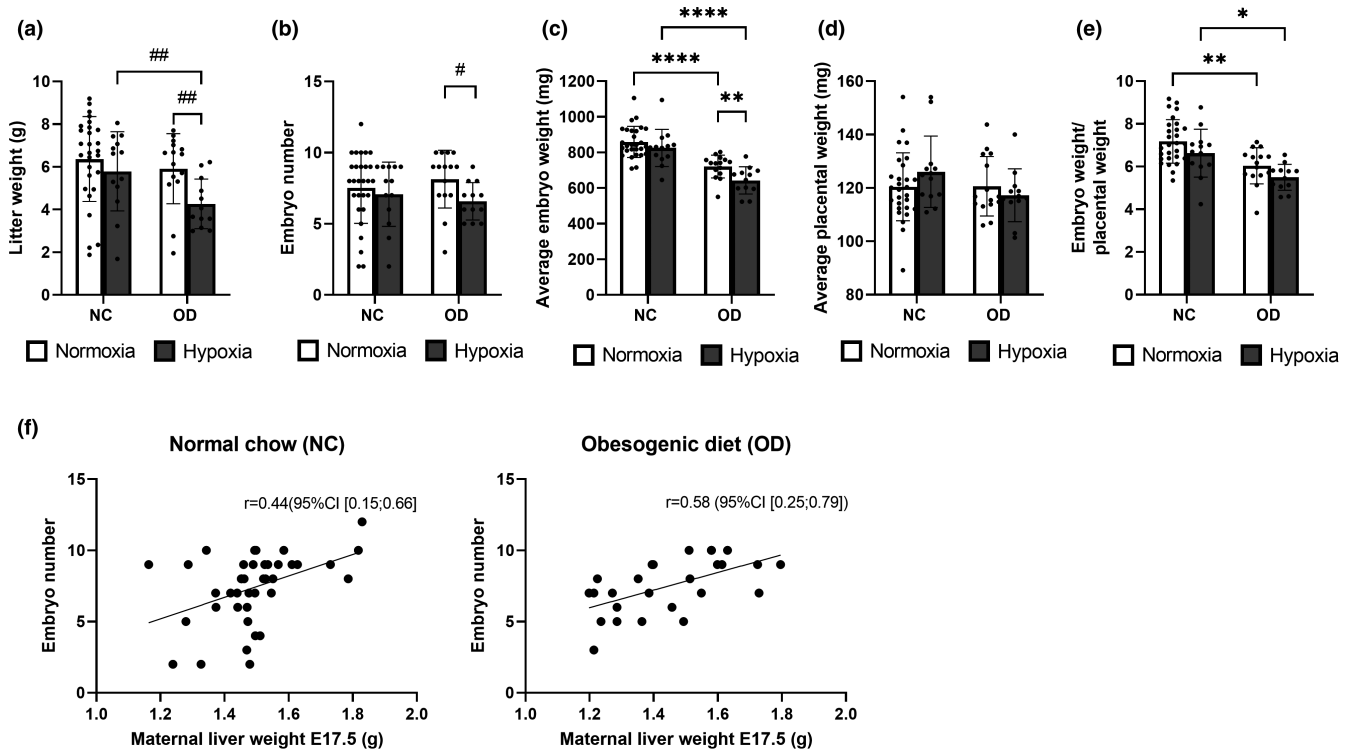 (a)
##
##
Litter weight (g)
10
8
6
4
2
0
NC OD
Normoxia Hypoxia
(b)
#
Embryo number
15
10
5
0
NC OD
Normoxia Hypoxia
(c)
****
****
**
Average embryo weight (mg)
1200
1000
800
600
400
200
0
NC OD
Normoxia Hypoxia
(d)
Average placental weight (mg)
160
140
120
100
80
NC OD
Normoxia Hypoxia
(e)
*
**
Embryo weight/
placental weight
10
8
6
4
2
0
NC OD
Normoxia Hypoxia
(f)
Normal chow (NC)
r=0.44(95%CI [0.15;0.66]
Embryo number
15
10
5
0
1.0 1.2 1.4 1.6 1.8 2.0
Maternal liver weight E17.5 (g)
Obesogenic diet (OD)
r=0.58 (95%CI [0.25;0.79])
Embryo number
15
10
5
0
1.0 1.2 1.4 1.6 1.8 2.0
Maternal liver weight E17.5 (g)